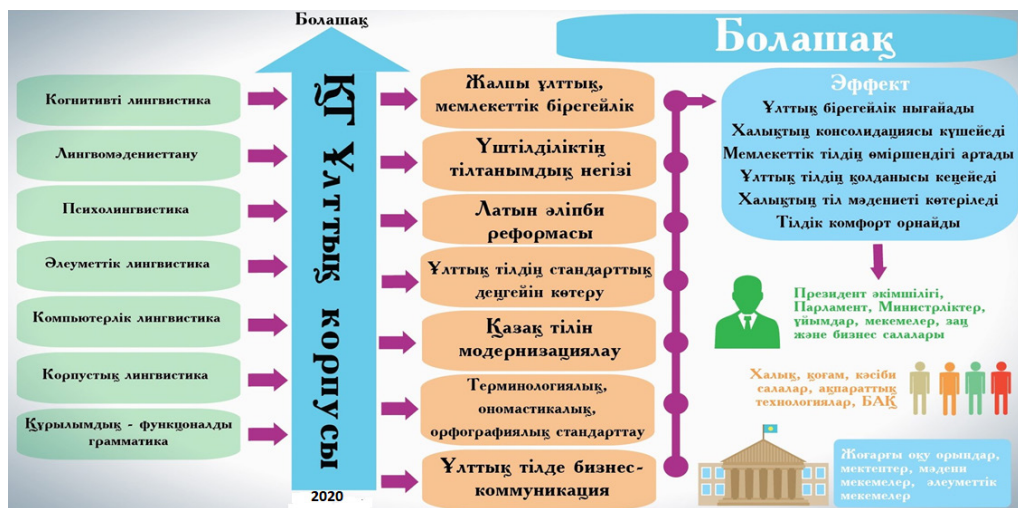 Болашақ
Болашақ
Когнитивті лингвистика
Лингвомәдениеттану
Психолингвистика
Әлеуметтік лингвистика
Компьютерлік лингвистика
Корпустық лингвистика
Құрылымдық - функционалды
грамматика
ҚТ Ұлттық корпусы
2020
Жалпы ұлттық,
мемлекеттік бірегейлік
Үштілділіктің
тілтанымдық негізі
Латын әліпби
реформасы
Ұлттық тілдің стандарттық
деңгейін көтеру
Қазақ тілін
модернизациялау
Терминологиялық,
ономастикалық,
орфографиялық стандарттау
Ұлттық тілде бизнес-
коммуникация
Эффект
Ұлттық бірегейлік нығайады
Халықтың консолидациясы күшейеді
Мемлекеттік тілдің өміршендігі артады
Ұлттық тілдің қолданысы кеңейеді
Халықтың тіл мәдениеті көтеріледі
Тілдік комфорт орнайды
Президент әкімшілігі,
Парламент, Министрліктер,
ұйымдар, мекемелер, заң
және бизнес салалары
Халық, қоғам, кәсіби
салалар, ақпараттық
технологиялар, БАҚ
Жоғарғы оқу орындар,
мектептер, мәдени
мекемелер, әлеуметтік
мекемелер